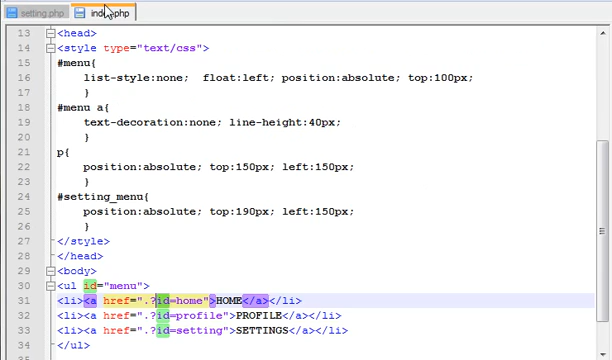 setting.php index.php
13 <head>
14 <style type="text/css">
15 #menu{
16 list-style:none; float:left; position:absolute; top:100px;
17 }
18 #menu a{
19 text-decoration:none; line-height:40px;
20 }
21 p{
22 position:absolute; top:150px; left:150px;
23 }
24 #setting_menu{
25 position:absolute; top:190px; left:150px;
26 }
27 </style>
28 </head>
29 <body>
30 <ul id="menu">
31 <li><a href=".?id=home">HOME</a></li>
32 <li><a href=".?id=profile">PROFILE</a></li>
33 <li><a href=".?id=setting">SETTINGS</a></li>
34 </ul>
35